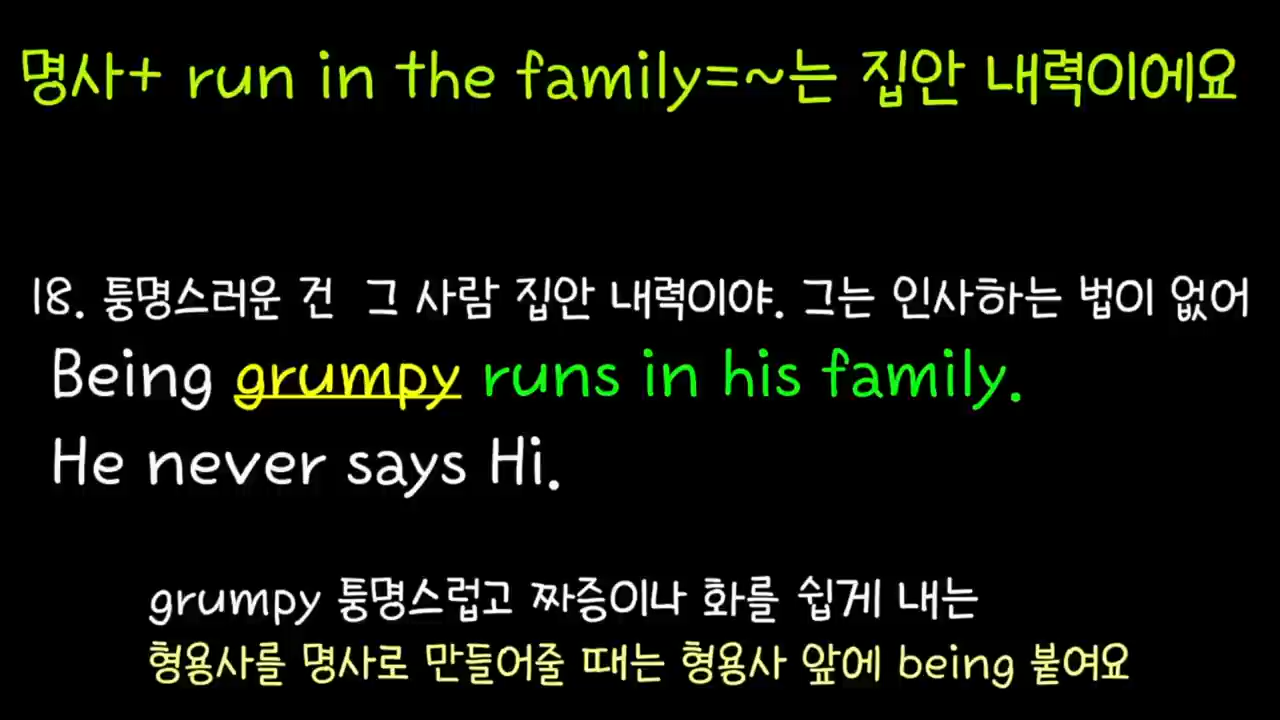 명사+ run in the family=~는 집안 내력이에요
18. 퉁명스러운 건 그 사람 집안 내력이야. 그는 인사하는 법이 없어
Being grumpy runs in his family.
He never says Hi.
grumpy 퉁명스럽고 짜증이나 화를 쉽게 내는
형용사를 명사로 만들어줄 때는 형용사 앞에 being 붙여요